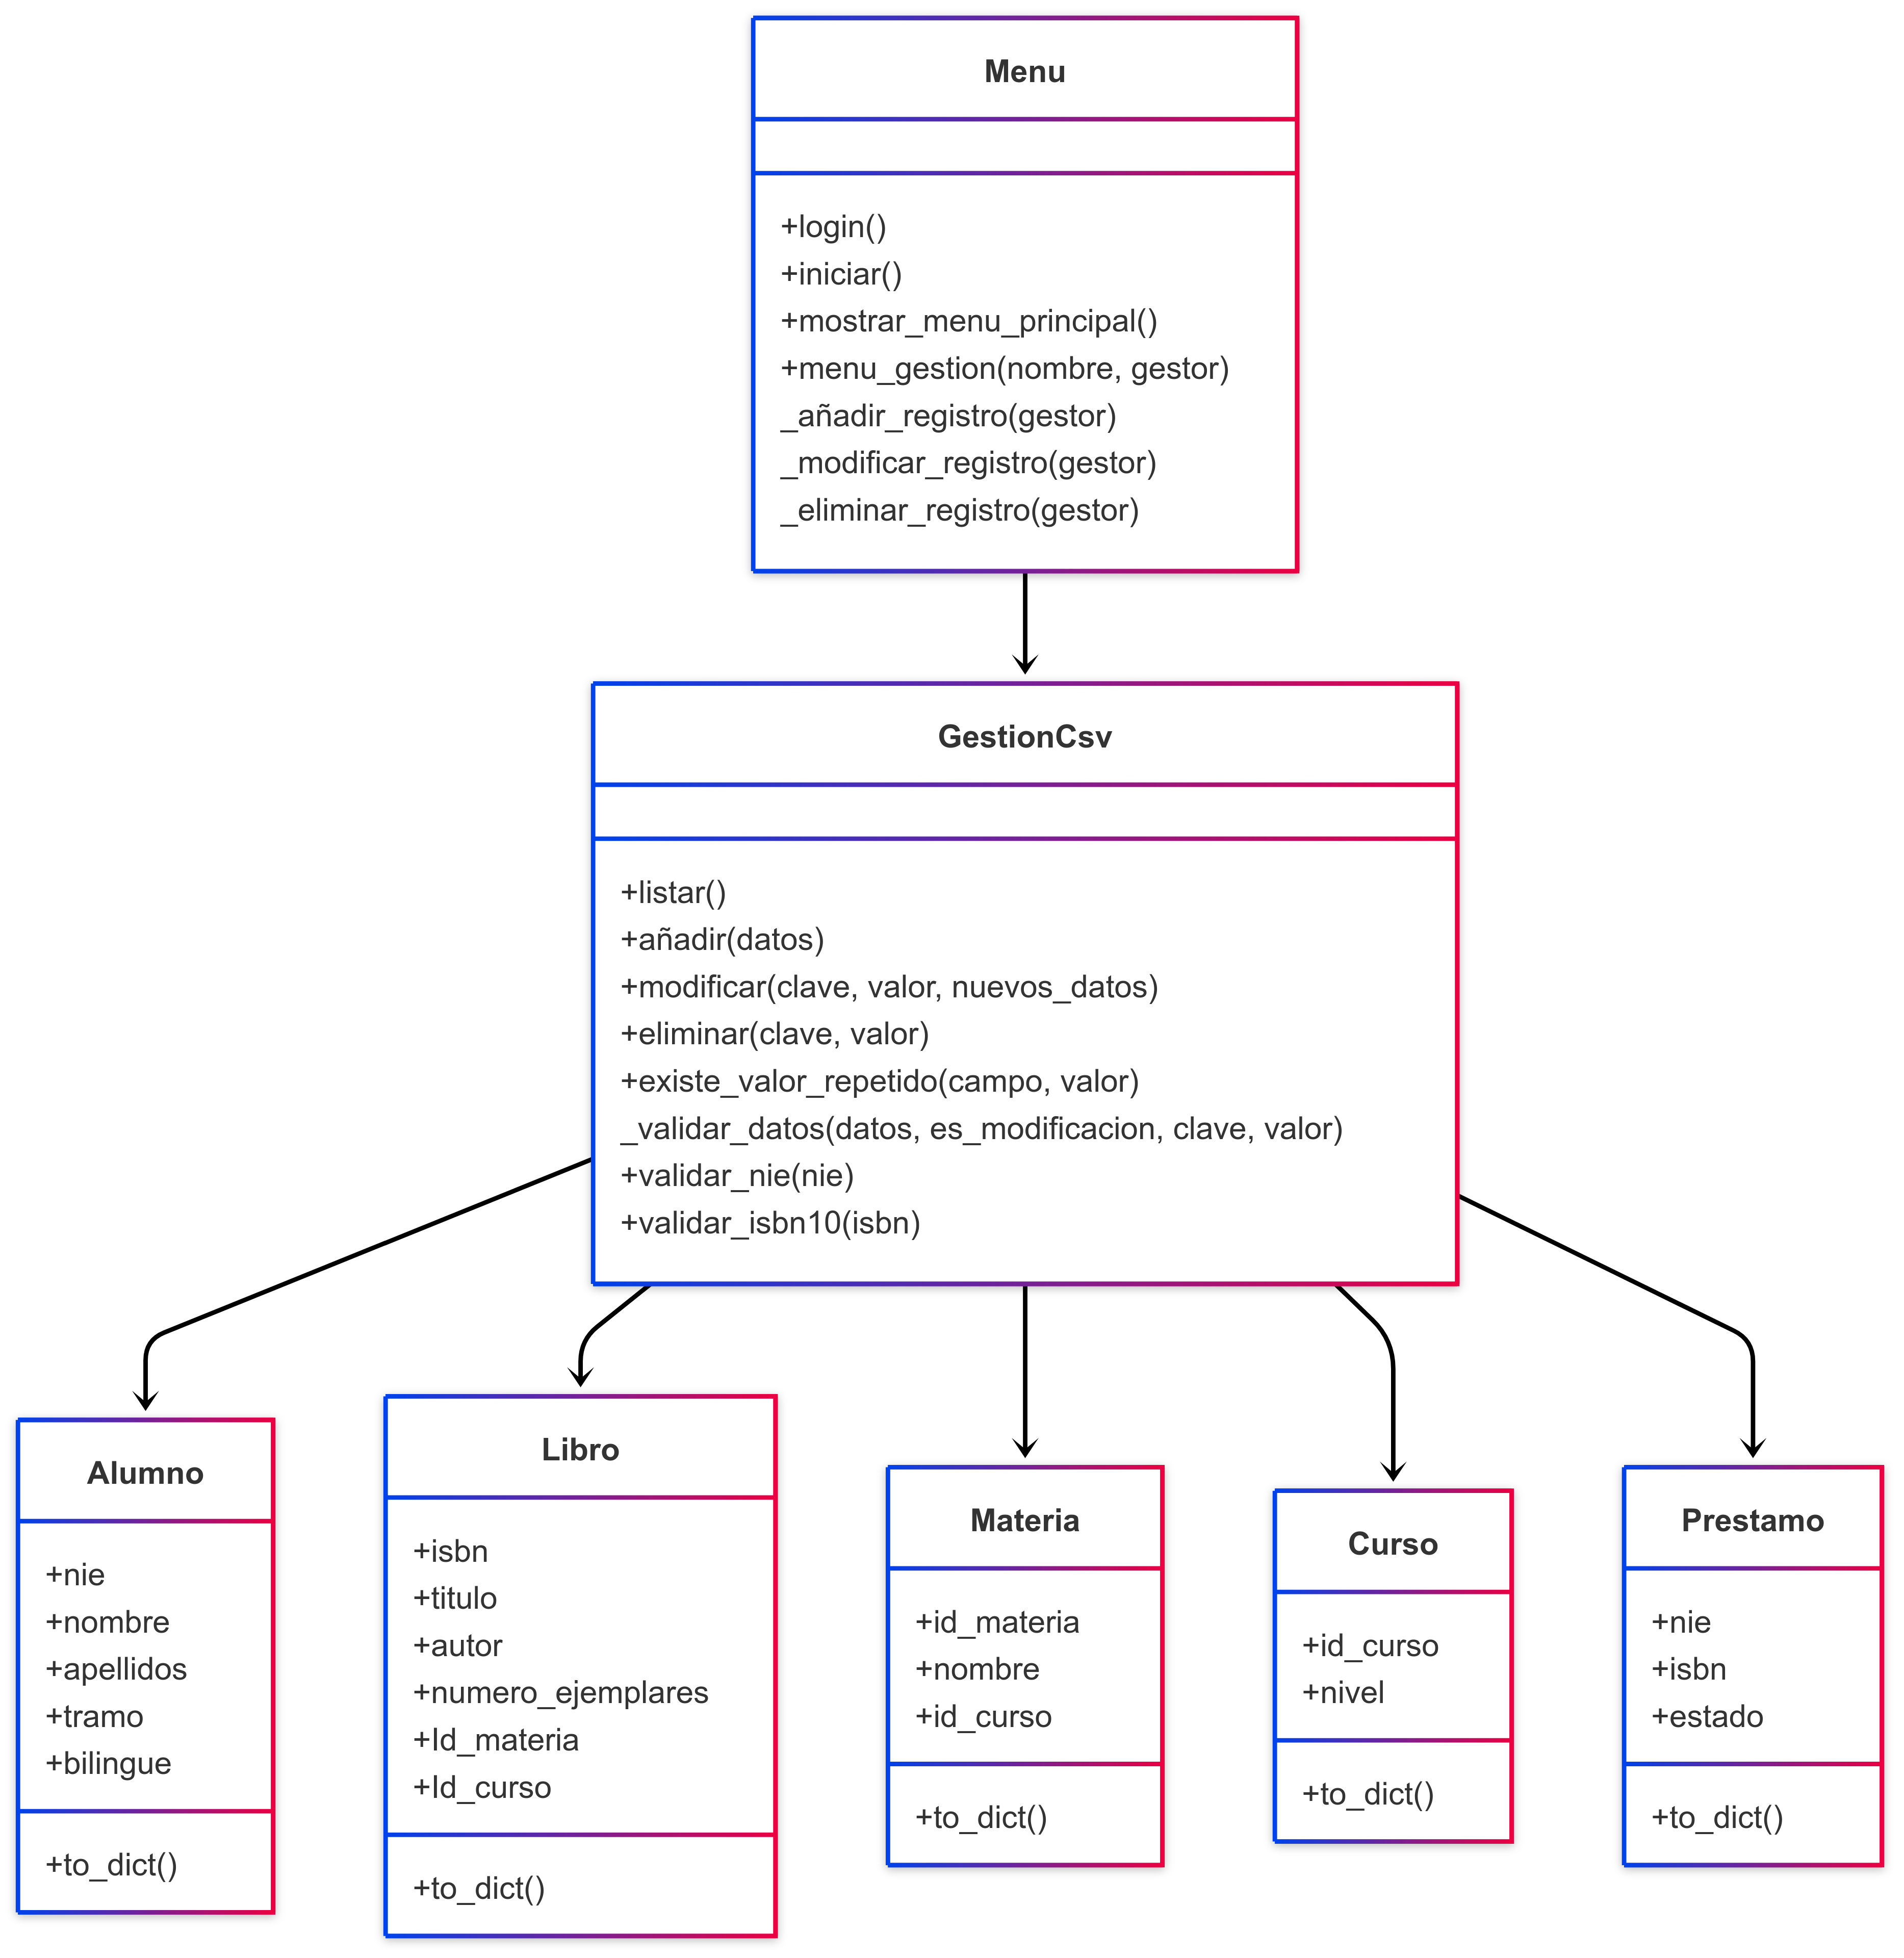 Menu
+login()
+iniciar()
+mostrar_menu_principal()
+menu_gestion(nombre, gestor)
_añadir_registro(gestor)
_modificar_registro(gestor)
_eliminar_registro(gestor)
GestionCsv
+listar()
+añadir(datos)
+modificar(clave, valor, nuevos_datos)
+eliminar(clave, valor)
+existe_valor_repetido(campo, valor)
_validar_datos(datos, es_modificacion, clave, valor)
+validar_nie(nie)
+validar_isbn10(isbn)
Alumno
+nie
+nombre
+apellidos
+tramo
+bilingue
+to_dict()
Libro
+isbn
+titulo
+autor
+numero_ejemplares
+Id_materia
+Id_curso
+to_dict()
Materia
+id_materia
+nombre
+id_curso
+to_dict()
Curso
+id_curso
+nivel
+to_dict()
Prestamo
+nie
+isbn
+estado
+to_dict()